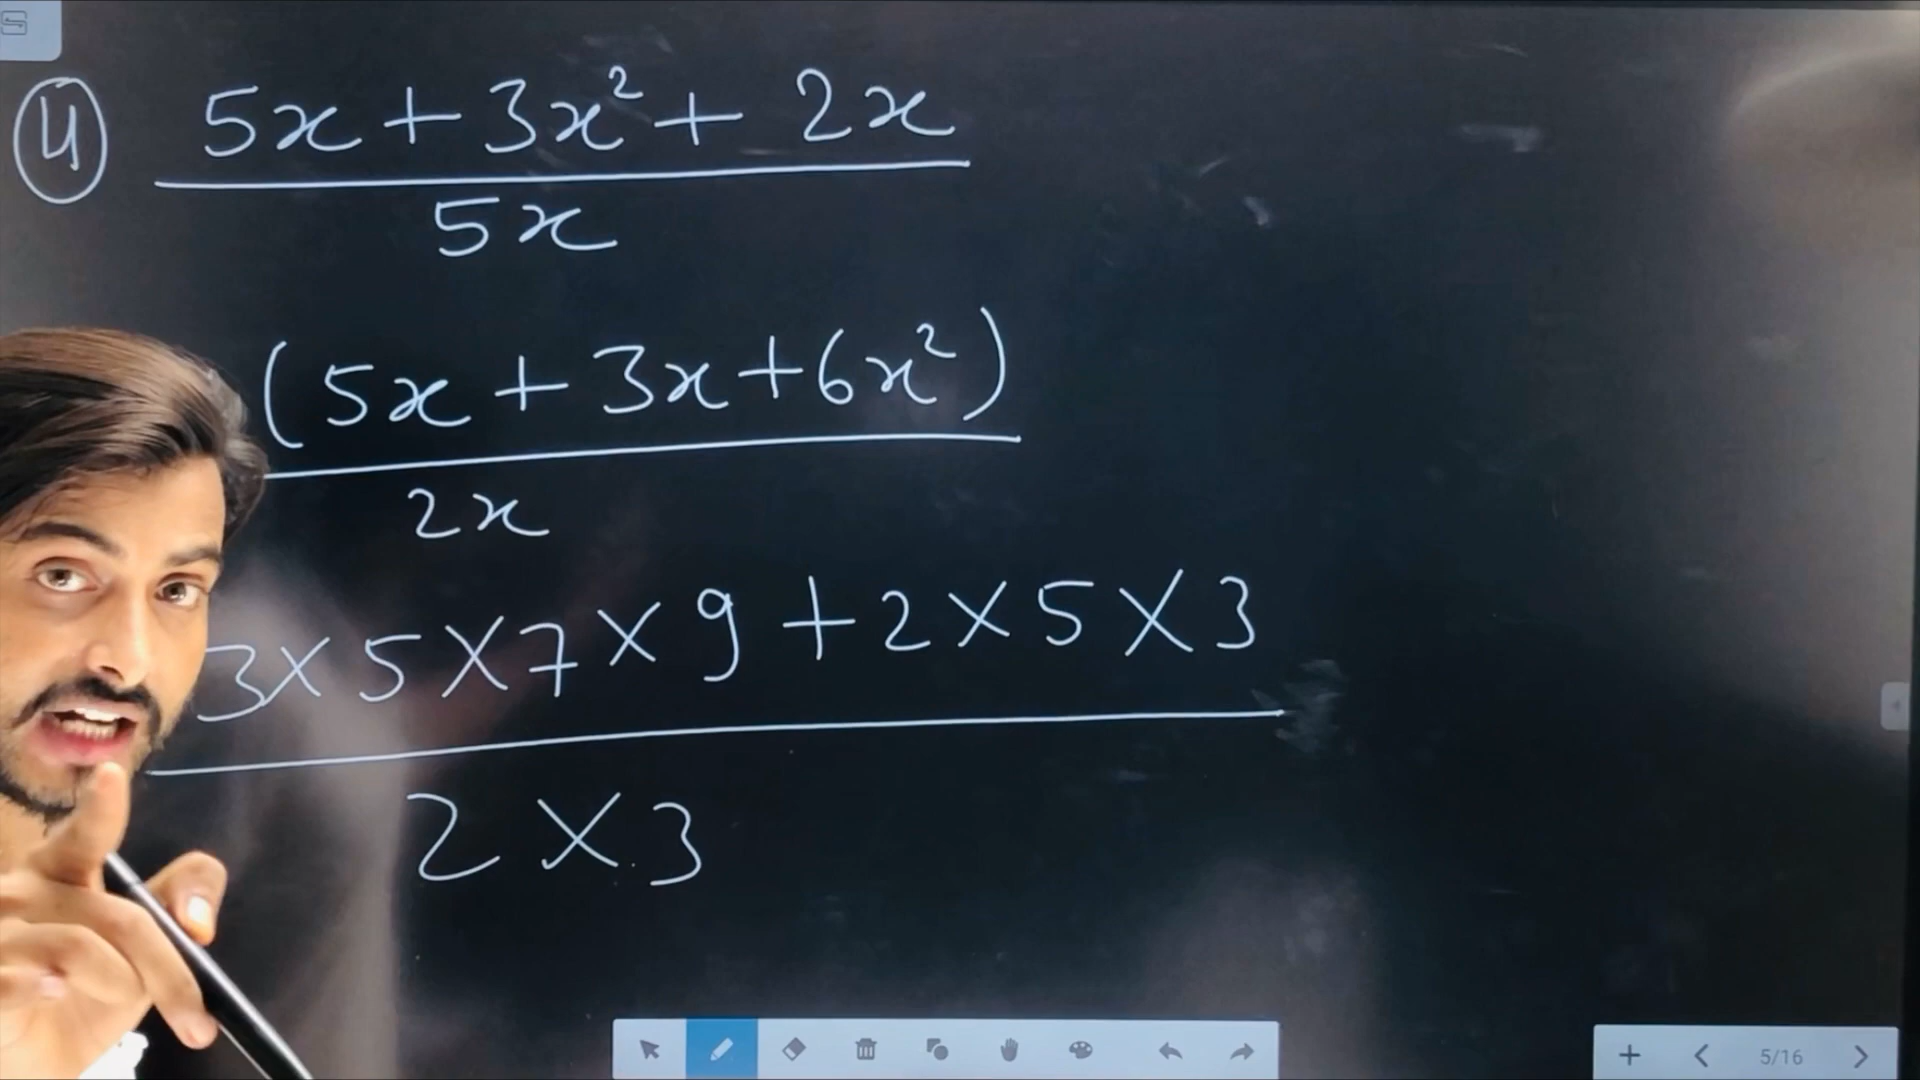 ④ 5x + 3x² + 2x
5x
(5x + 3x + 6x²)
2x
3 × 5 × 7 × 9 + 2 × 5 × 3
2 × 3
5/16